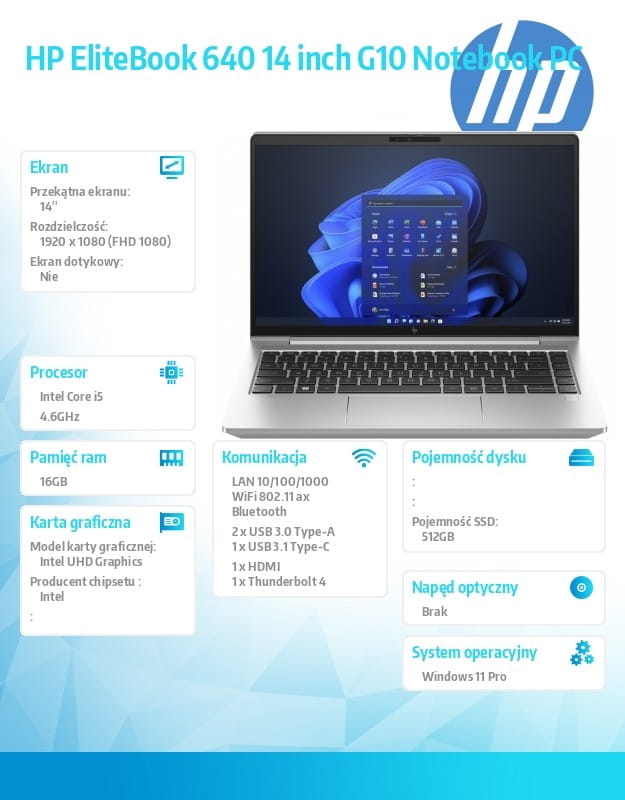 HP EliteBook 640 14 inch G10 Notebook PC
hp
Ekran
Przekątna ekranu:
14"
Rozdzielczość:
1920 x 1080 (FHD 1080)
Ekran dotykowy:
Nie
Procesor
Intel Core i5
4.6GHz
Pamięć ram
16GB
Karta graficzna
Model karty graficznej:
Intel UHD Graphics
Producent chipsetu :
Intel
:
Komunikacja
LAN 10/100/1000
WiFi 802.11 ax
Bluetooth
2 x USB 3.0 Type-A
1 x USB 3.1 Type-C
1 x HDMI
1 x Thunderbolt 4
Pojemność dysku
:
:
Pojemność SSD:
512GB
Napęd optyczny
Brak
System operacyjny
Windows 11 Pro